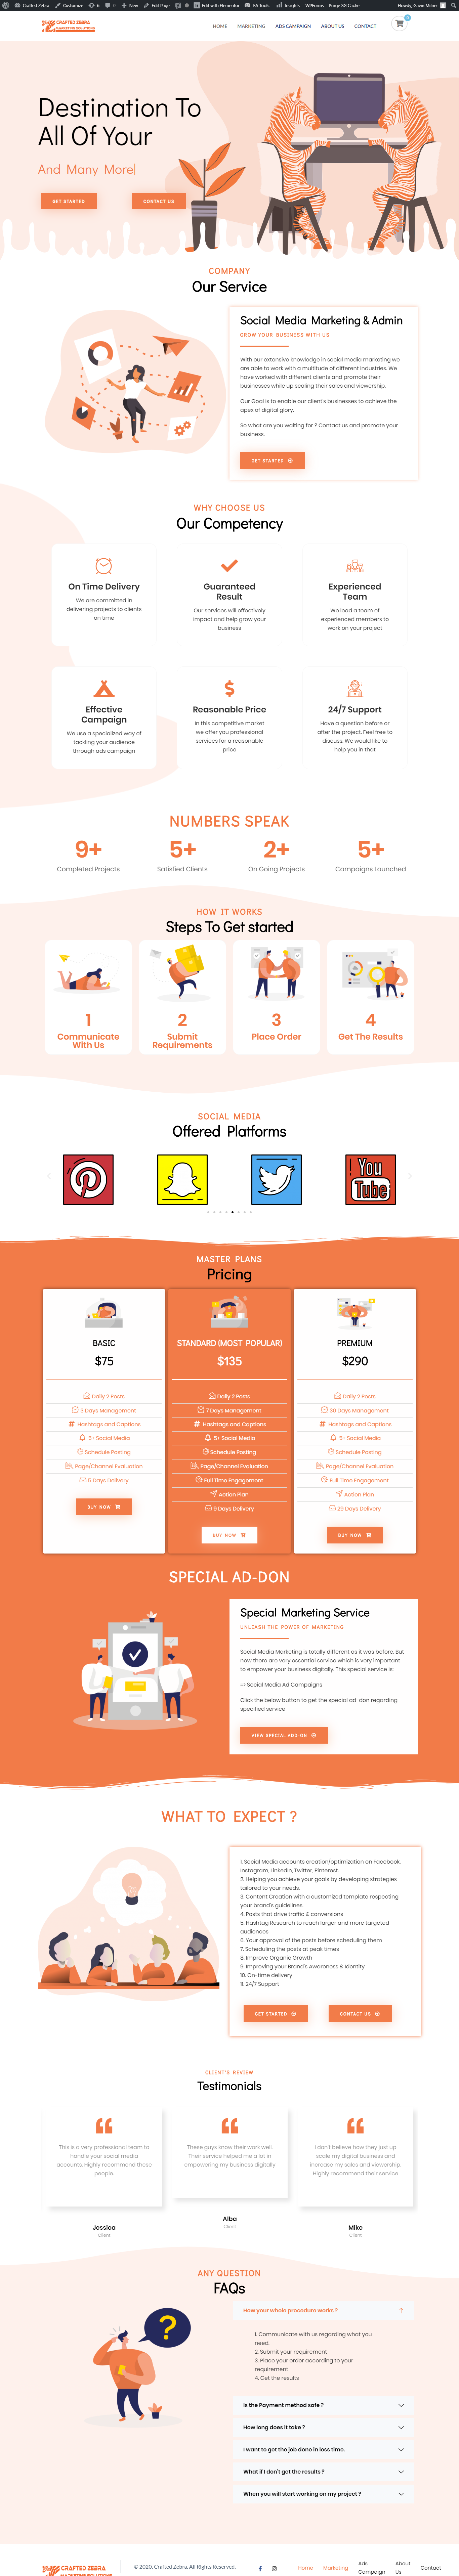 Crafted Zebra
Customize
6
0
New
Edit Page
Edit with Elementor
EA Tools
Insights
WPForms
Purge SG Cache
Howdy, Gavin Milner
CRAFTED ZEBRA
MARKETING SOLUTIONS
HOME
MARKETING
ADS CAMPAIGN
ABOUT US
CONTACT
0
Destination To
All Of Your
And Many More|
GET STARTED
CONTACT US
COMPANY
Our Service
Social Media Marketing & Admin
GROW YOUR BUSINESS WITH US
With our extensive knowledge in social media marketing we
are able to work with a multitude of different industries. We
have worked with different clients and promote their
businesses while up scaling their sales and viewership.
Our Goal is to enable our client's businesses to achieve the
apex of digital glory.
So what are you waiting for ? Contact us and promote your
business.
GET STARTED
WHY CHOOSE US
Our Competency
On Time Delivery
We are committed in
delivering projects to clients
on time
Guaranteed
Result
Our services will effectively
impact and help grow your
business
Experienced
Team
We lead a team of
experienced members to
work on your project
Effective
Campaign
We use a specialized way of
tackling your audience
through ads campaign
Reasonable Price
In this competitive market
we offer you professional
services for a reasonable
price
24/7 Support
Have a question before or
after the project. Feel free to
discuss. We would like to
help you in that
NUMBERS SPEAK
9+
Completed Projects
5+
Satisfied Clients
2+
On Going Projects
5+
Campaigns Launched
HOW IT WORKS
Steps To Get started
1
Communicate
With Us
2
Submit
Requirements
3
Place Order
4
Get The Results
SOCIAL MEDIA
Offered Platforms
You
Tube
MASTER PLANS
Pricing
BASIC
$75
Daily 2 Posts
3 Days Management
Hashtags and Captions
5+ Social Media
Schedule Posting
Page/Channel Evaluation
5 Days Delivery
BUY NOW
STANDARD (MOST POPULAR)
$135
Daily 2 Posts
7 Days Management
Hashtags and Captions
5+ Social Media
Schedule Posting
Page/Channel Evaluation
Full Time Engagement
Action Plan
9 Days Delivery
BUY NOW
PREMIUM
$290
Daily 2 Posts
30 Days Management
Hashtags and Captions
5+ Social Media
Schedule Posting
Page/Channel Evaluation
Full Time Engagement
Action Plan
29 Days Delivery
BUY NOW
SPECIAL AD-DON
Special Marketing Service
UNLEASH THE POWER OF MARKETING
Social Media Marketing is totally different as it was before. But
now there are very essential service which is very important
to empower your business digitally. This special service is:
=> Social Media Ad Campaigns
Click the below button to get the special ad-don regarding
specified service
VIEW SPECIAL ADD-ON
WHAT TO EXPECT ?
1. Social Media accounts creation/optimization on Facebook,
Instagram, LinkedIn, Twitter, Pinterest.
2. Helping you achieve your goals by developing strategies
tailored to your needs.
3. Content Creation with a customized template respecting
your brand's guidelines.
4. Posts that drive traffic & conversions
5. Hashtag Research to reach larger and more targeted
audiences
6. Your approval of the posts before scheduling them
7. Scheduling the posts at peak times
8. Improve Organic Growth
9. Improving your Brand's Awareness & Identity
10. On-time delivery
11. 24/7 Support
GET STARTED
CONTACT US
CLIENT'S REVIEW
Testimonials
This is a very professional team to
handle your social media
accounts. Highly recommend these
people.
Jessica
Client
These guys know their work well.
Their service helped me a lot in
empowering my business digitally
Alba
Client
I don't believe how they just up
scale my digital business and
increase my sales and viewership.
Highly recommend their service
Mike
Client
ANY QUESTION
FAQs
?
How your whole procedure works ?
1. Communicate with us regarding what you
need.
2. Submit your requirement
3. Place your order according to your
requirement
4. Get the results
Is the Payment method safe ?
How long does it take ?
I want to get the job done in less time.
What if I don't get the results ?
When you will start working on my project ?
CRAFTED ZEBRA
MARKETING SOLUTIONS
© 2020, Crafted Zebra, All Rights Reserved.
Home
Marketing
Ads
Campaign
About
Us
Contact